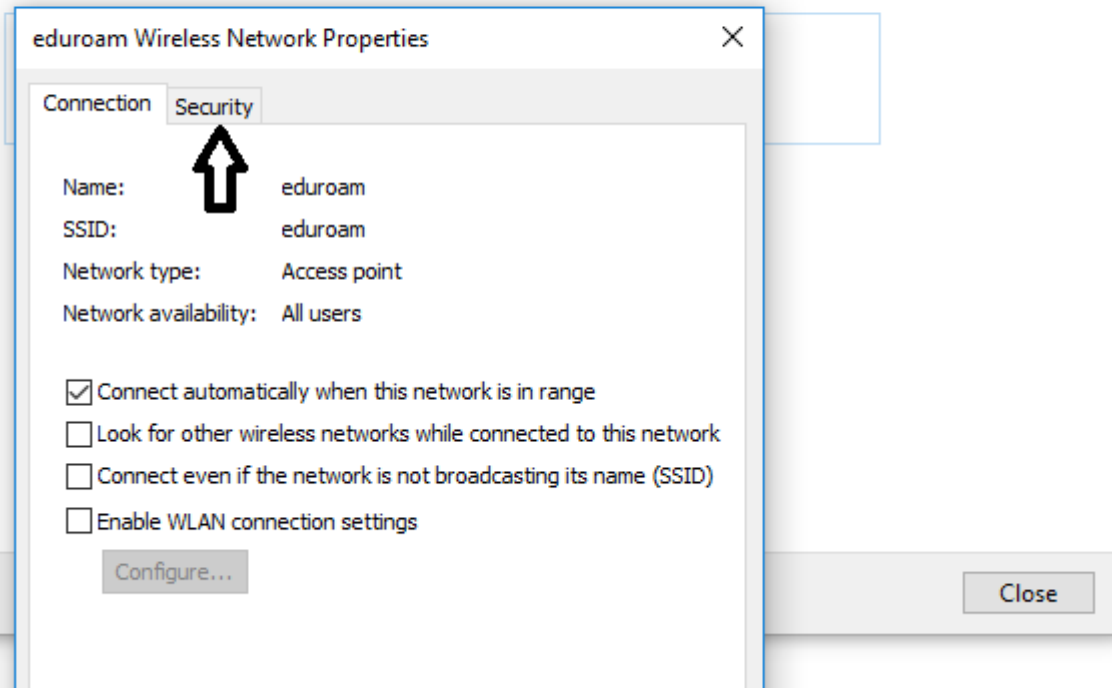 eduroam Wireless Network Properties
Connection Security
Name: eduroam
SSID: eduroam
Network type: Access point
Network availability: All users
Connect automatically when this network is in range
Look for other wireless networks while connected to this network
Connect even if the network is not broadcasting its name (SSID)
Enable WLAN connection settings
Configure...
Close